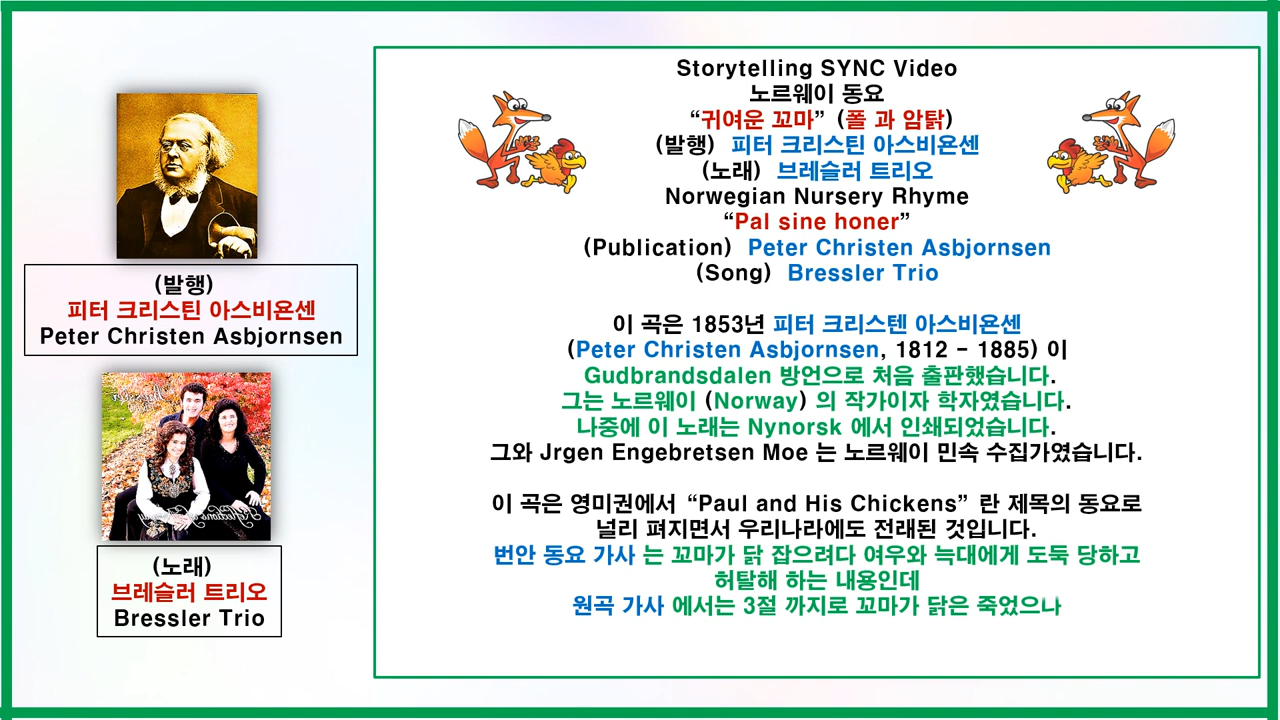 (발행)
피터 크리스틴 아스비욘센
Peter Christen Asbjornsen
(노래)
브레슬러 트리오
Bressler Trio
Storytelling SYNC Video
노르웨이 동요
“귀여운 꼬마” (폴 과 암탉)
(발행) 피터 크리스틴 아스비욘센
(노래) 브레슬러 트리오
Norwegian Nursery Rhyme
“Pal sine honer”
(Publication) Peter Christen Asbjornsen
(Song) Bressler Trio
이 곡은 1853년 피터 크리스텐 아스비욘센
(Peter Christen Asbjornsen, 1812 - 1885) 이
Gudbrandsdalen 방언으로 처음 출판했습니다.
그는 노르웨이 (Norway) 의 작가이자 학자였습니다.
나중에 이 노래는 Nynorsk 에서 인쇄되었습니다.
그와 Jrgen Engebretsen Moe 는 노르웨이 민속 수집가였습니다.
이 곡은 영미권에서 “Paul and His Chickens” 란 제목의 동요로
널리 펴지면서 우리나라에도 전래된 것입니다.
번안 동요 가사 는 꼬마가 닭 잡으려다 여우와 늑대에게 도둑 당하고
허탈해 하는 내용인데
원곡 가사 에서는 3절 까지로 꼬마가 닭은 죽었으나